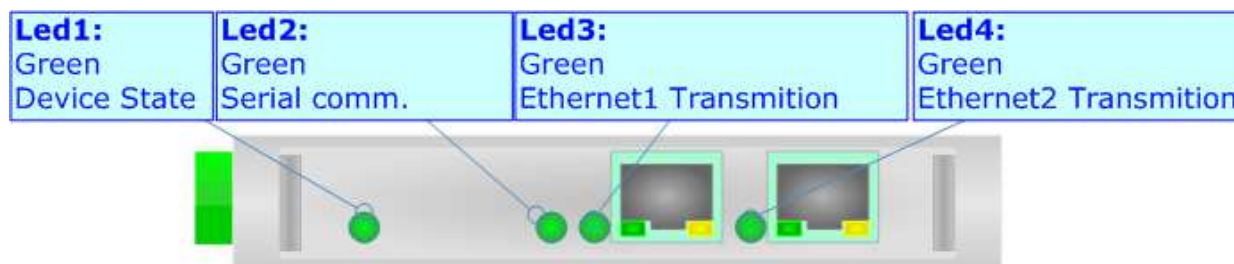 Led1:
Green
Device State
Led2:
Green
Serial comm.
Led3:
Green
Ethernet1 Transmition
Led4:
Green
Ethernet2 Transmition